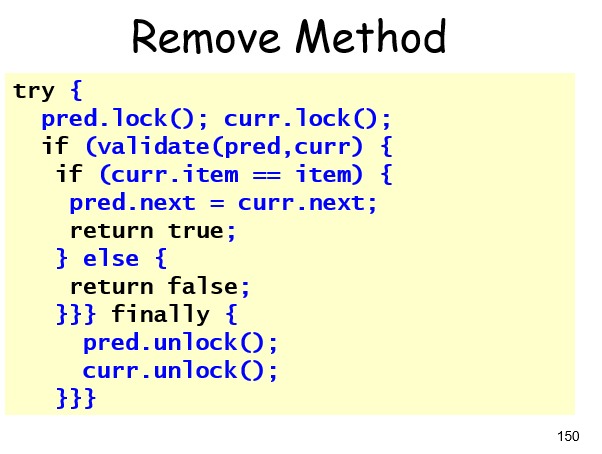 Remove Method
try {
  pred.lock(); curr.lock();
  if (validate(pred,curr) {
   if (curr.item == item) {
    pred.next = curr.next;
    return true;
   } else {
    return false;
   }}} finally {
     pred.unlock();
     curr.unlock();
   }}}
150